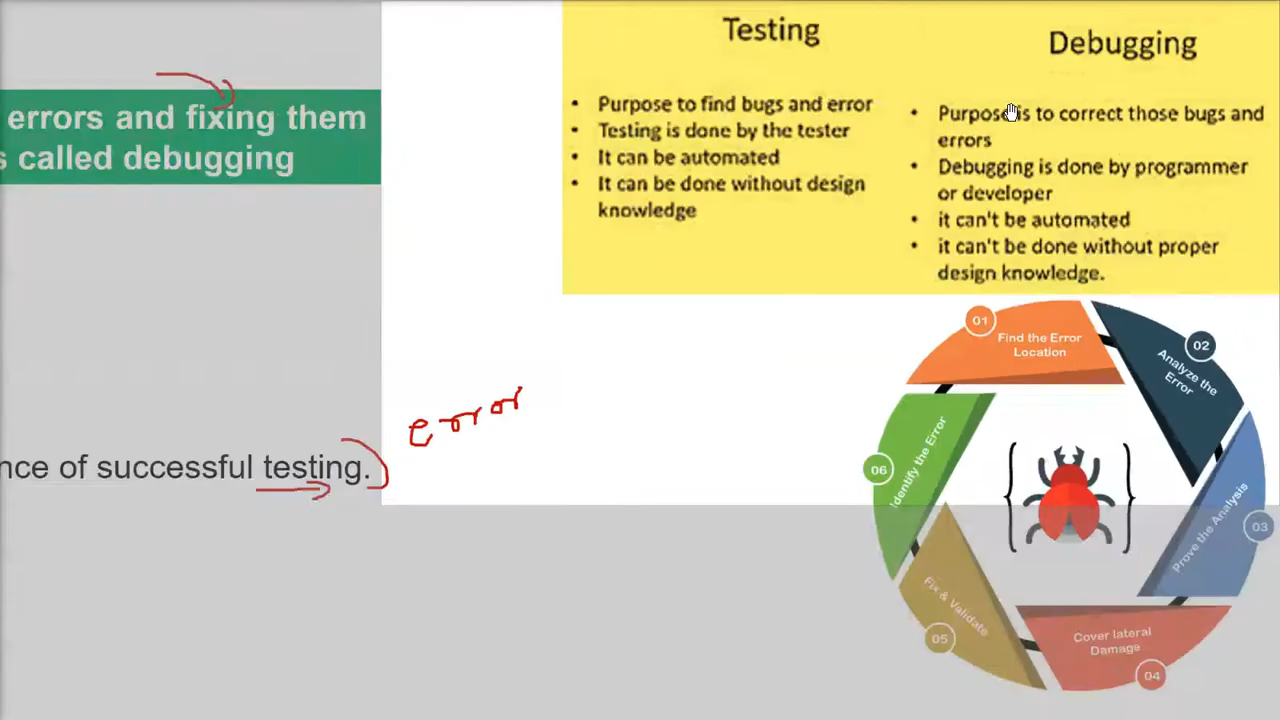 errors and fixing them
s called debugging
nce of successful testing.
error
Testing
• Purpose to find bugs and error
• Testing is done by the tester
• It can be automated
• It can be done without design
knowledge
Debugging
• Purpose is to correct those bugs and
errors
• Debugging is done by programmer
or developer
• it can't be automated
• it can't be done without proper
design knowledge.
01
Find the Error
Location
02
Analyze the
Error
03
Prove the Analysis
04
Cover lateral
Damage
05
Fix & Validate
06
Identify the Error